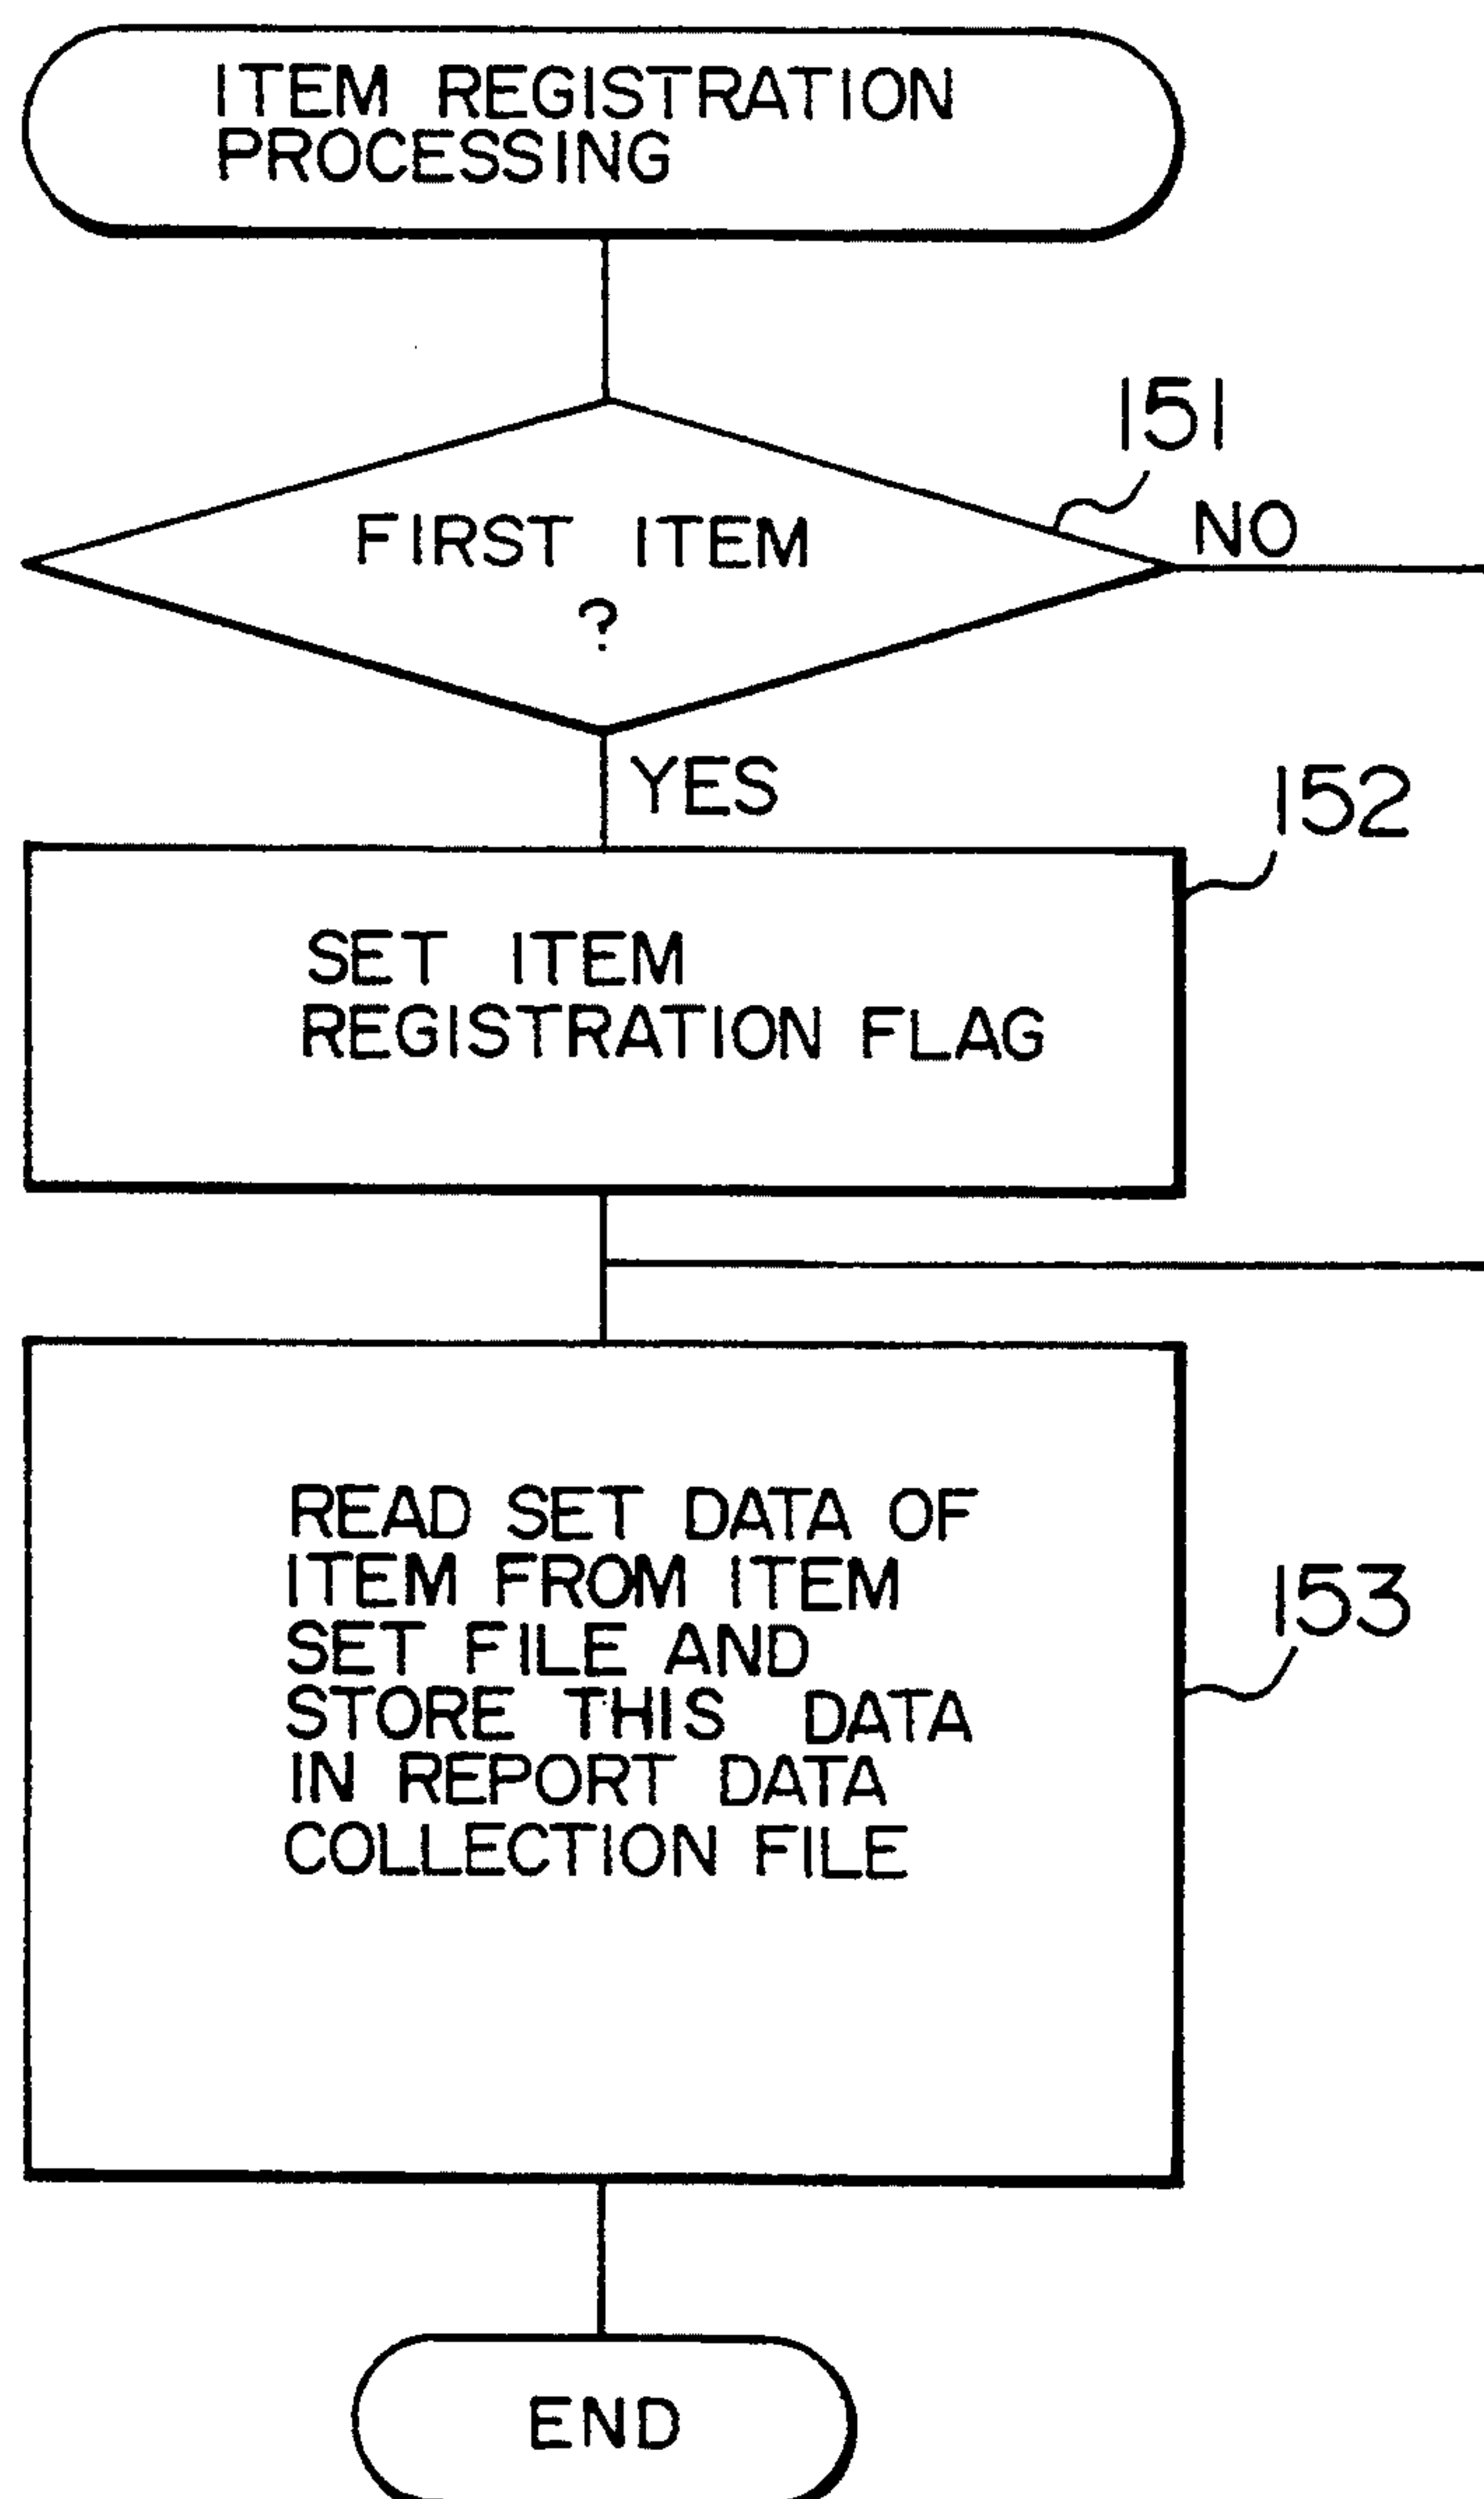 ITEM REGISTRATION
PROCESSING
151
FIRST ITEM
?
NO
YES
152
SET ITEM
REGISTRATION FLAG
READ SET DATA OF
ITEM FROM ITEM
SET FILE AND
STORE THIS DATA
IN REPORT DATA
COLLECTION FILE
153
END